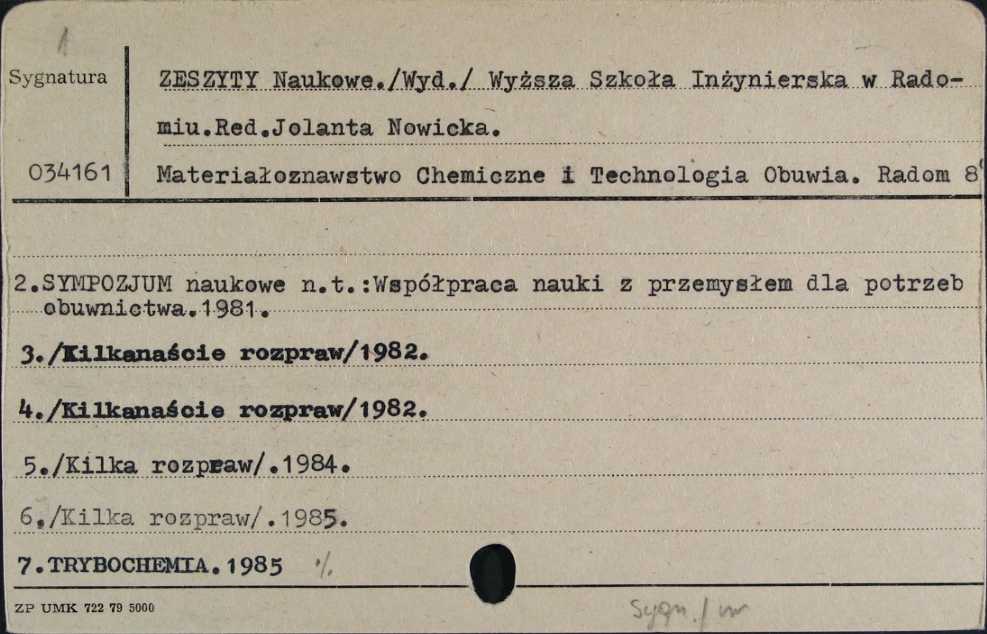 1
Sygnatura
ZESZYTY Naukowe./Wyd./ Wyższa Szkoła Inżynierska w Rado-
miu.Red.Jolanta Nowicka.
034161
Materiałoznawstwo Chemiczne i Technologia Obuwia. Radom 8°
2.SYMPOZJUM naukowe n.t.:Współpraca nauki z przemysłem dla potrzeb
obuwnictwa.1981.
3./Kilkanaście rozpraw/1982.
4./Kilkanaście rozpraw/1982.
5./Kilka rozpraw/.1984.
6./Kilka rozpraw/.1985.
7.TRYBOCHEMIA.1985 ./.
ZP UMK 722 79 5000
Sygn./ nr